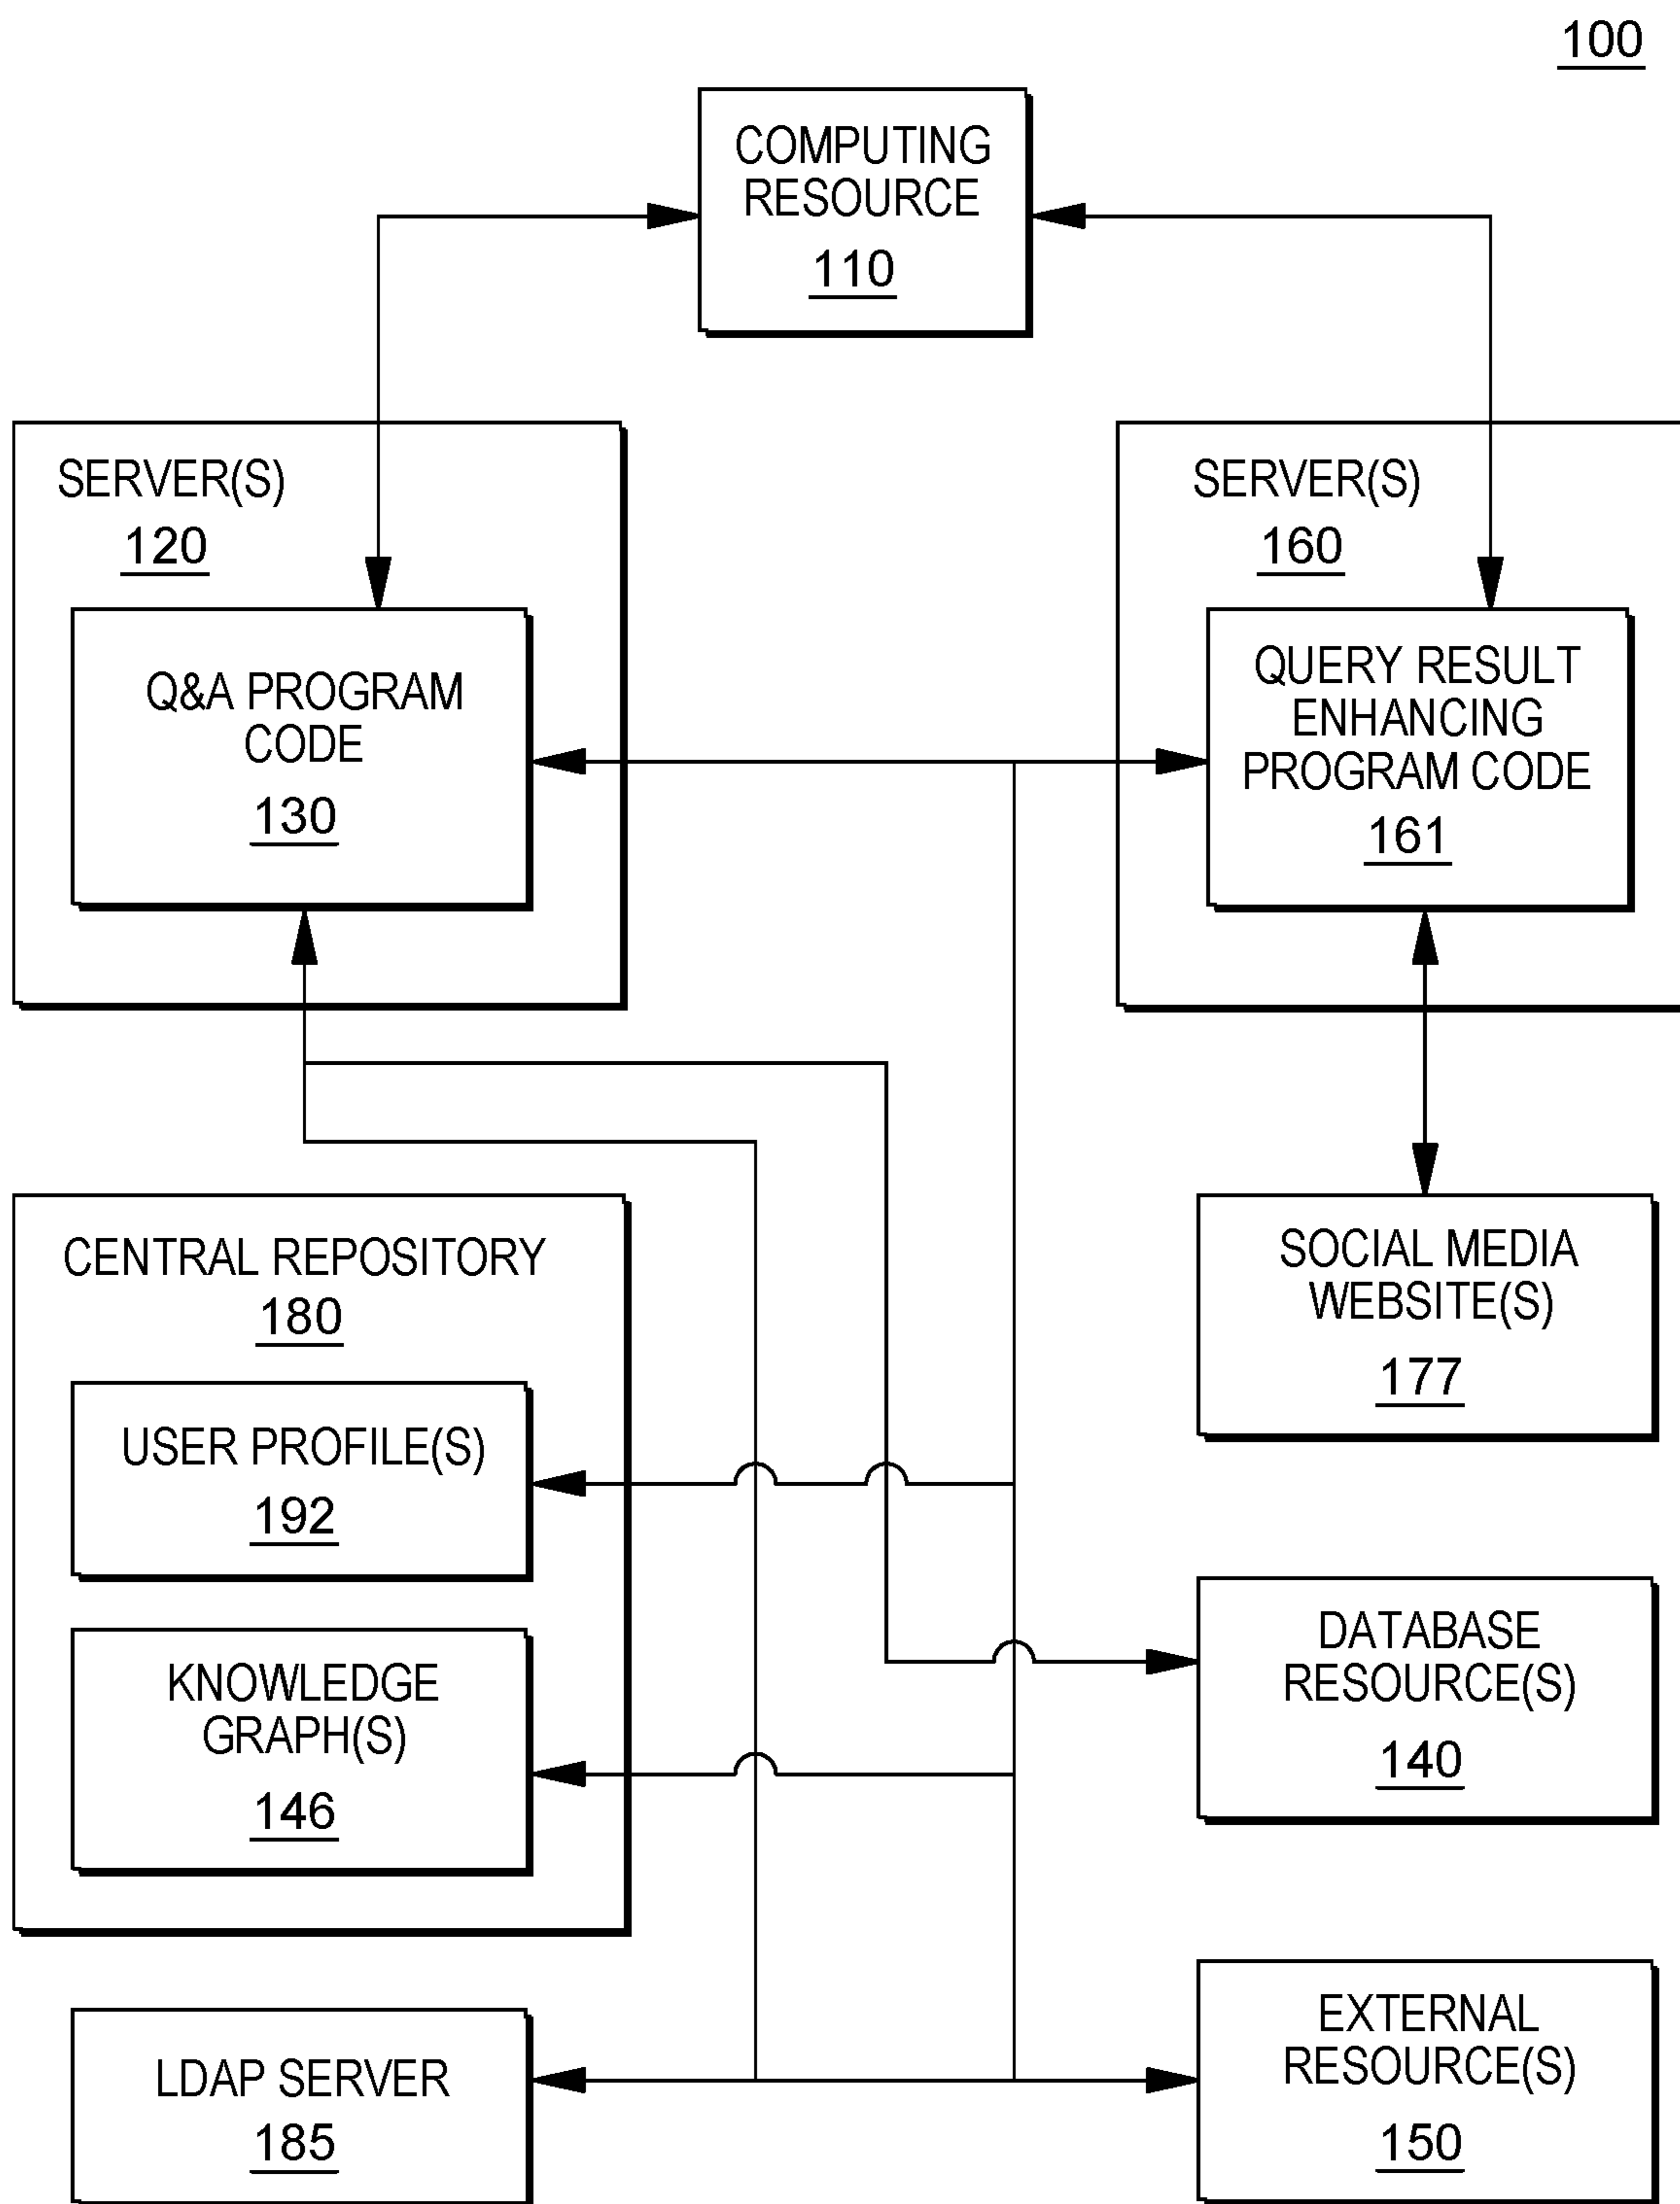 100
COMPUTING
RESOURCE
110
SERVER(S)
120
Q&A PROGRAM
CODE
130
SERVER(S)
160
QUERY RESULT
ENHANCING
PROGRAM CODE
161
CENTRAL REPOSITORY
180
USER PROFILE(S)
192
KNOWLEDGE
GRAPH(S)
146
SOCIAL MEDIA
WEBSITE(S)
177
DATABASE
RESOURCE(S)
140
LDAP SERVER
185
EXTERNAL
RESOURCE(S)
150